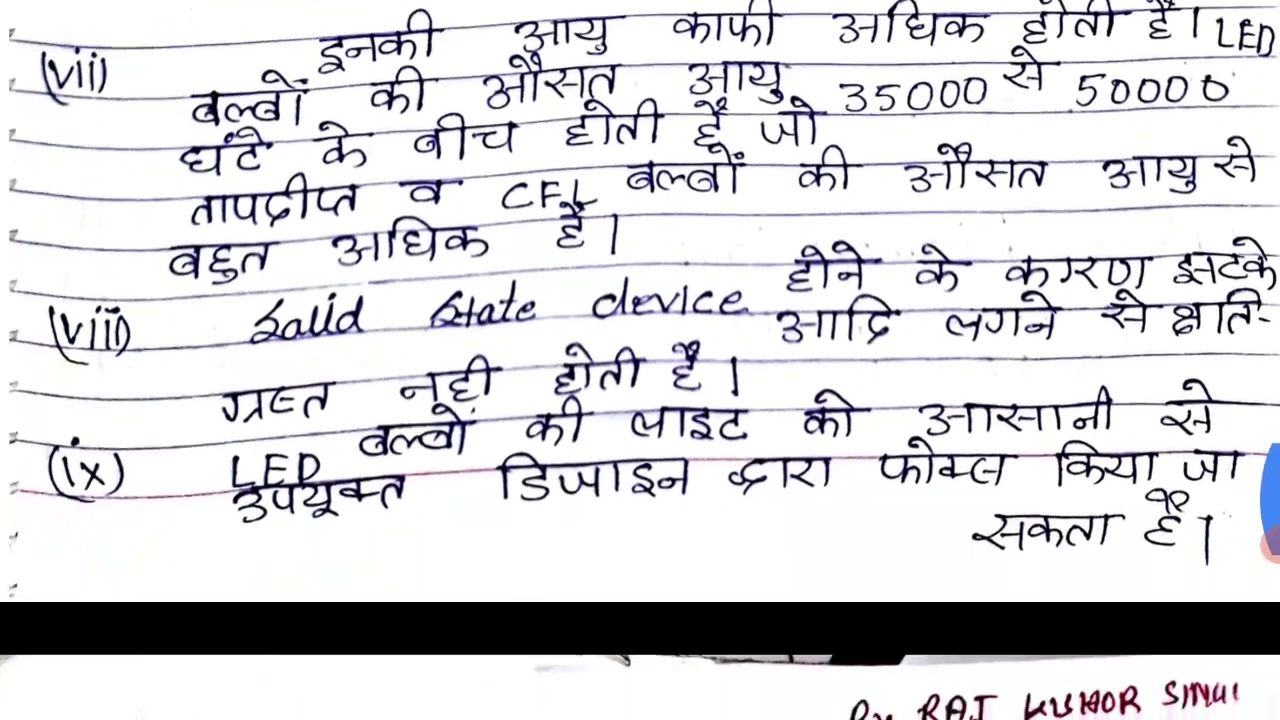 (vii) इनकी आयु काफी अधिक होती है। LED
बल्बों की औसत आयु 35000 से 50000
घंटे के बीच होती है जो
तापदीप्त व CFL बल्बों की औसत आयु से
बहुत अधिक है।
(viii) Solid State device होने के कारण झटके
आदि लगने से क्षति-
ग्रस्त नही होती है।
(ix) LED बल्बों की लाइट को आसानी से
उपयूक्त डिजाइन द्वारा फोक्स किया जा
सकता है।
By RAJ KUMAR SINGH